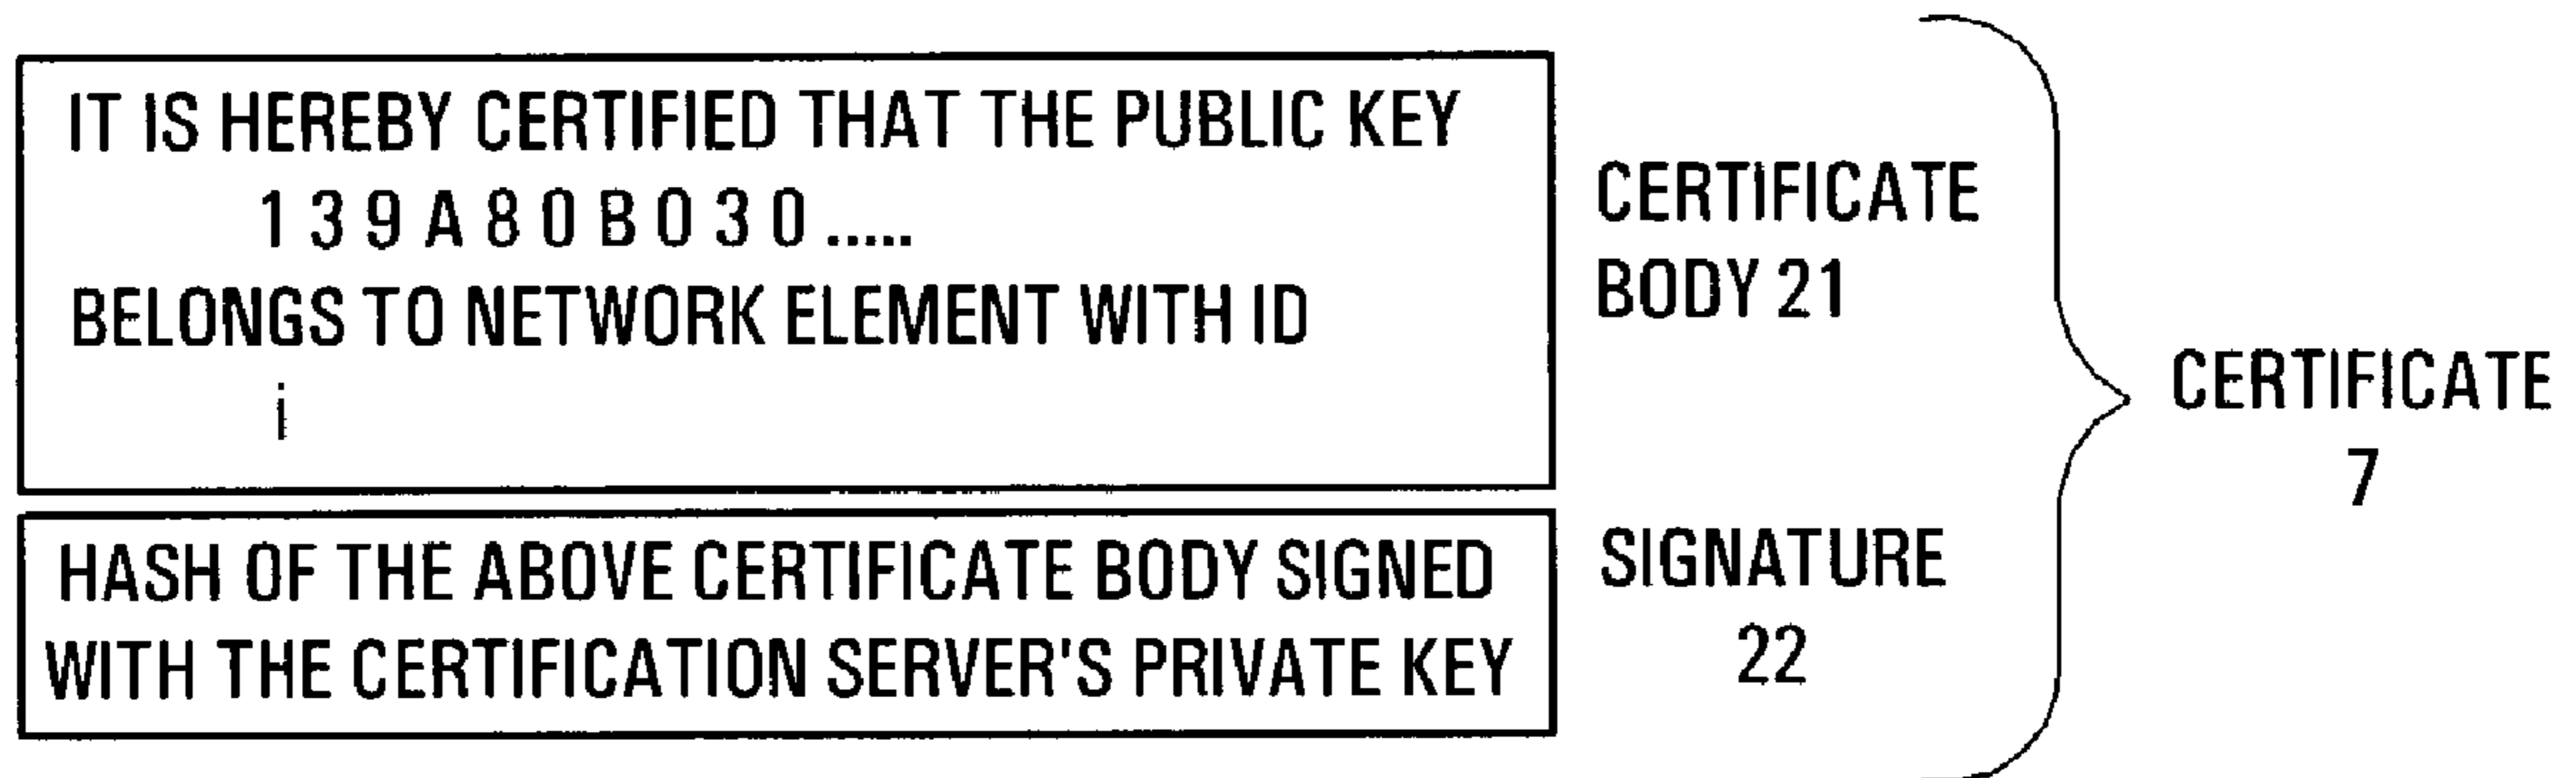 IT IS HEREBY CERTIFIED THAT THE PUBLIC KEY
1 3 9 A 8 0 B 0 3 0 .....
BELONGS TO NETWORK ELEMENT WITH ID
i
CERTIFICATE
BODY 21
HASH OF THE ABOVE CERTIFICATE BODY SIGNED
WITH THE CERTIFICATION SERVER'S PRIVATE KEY
SIGNATURE
22
CERTIFICATE
7